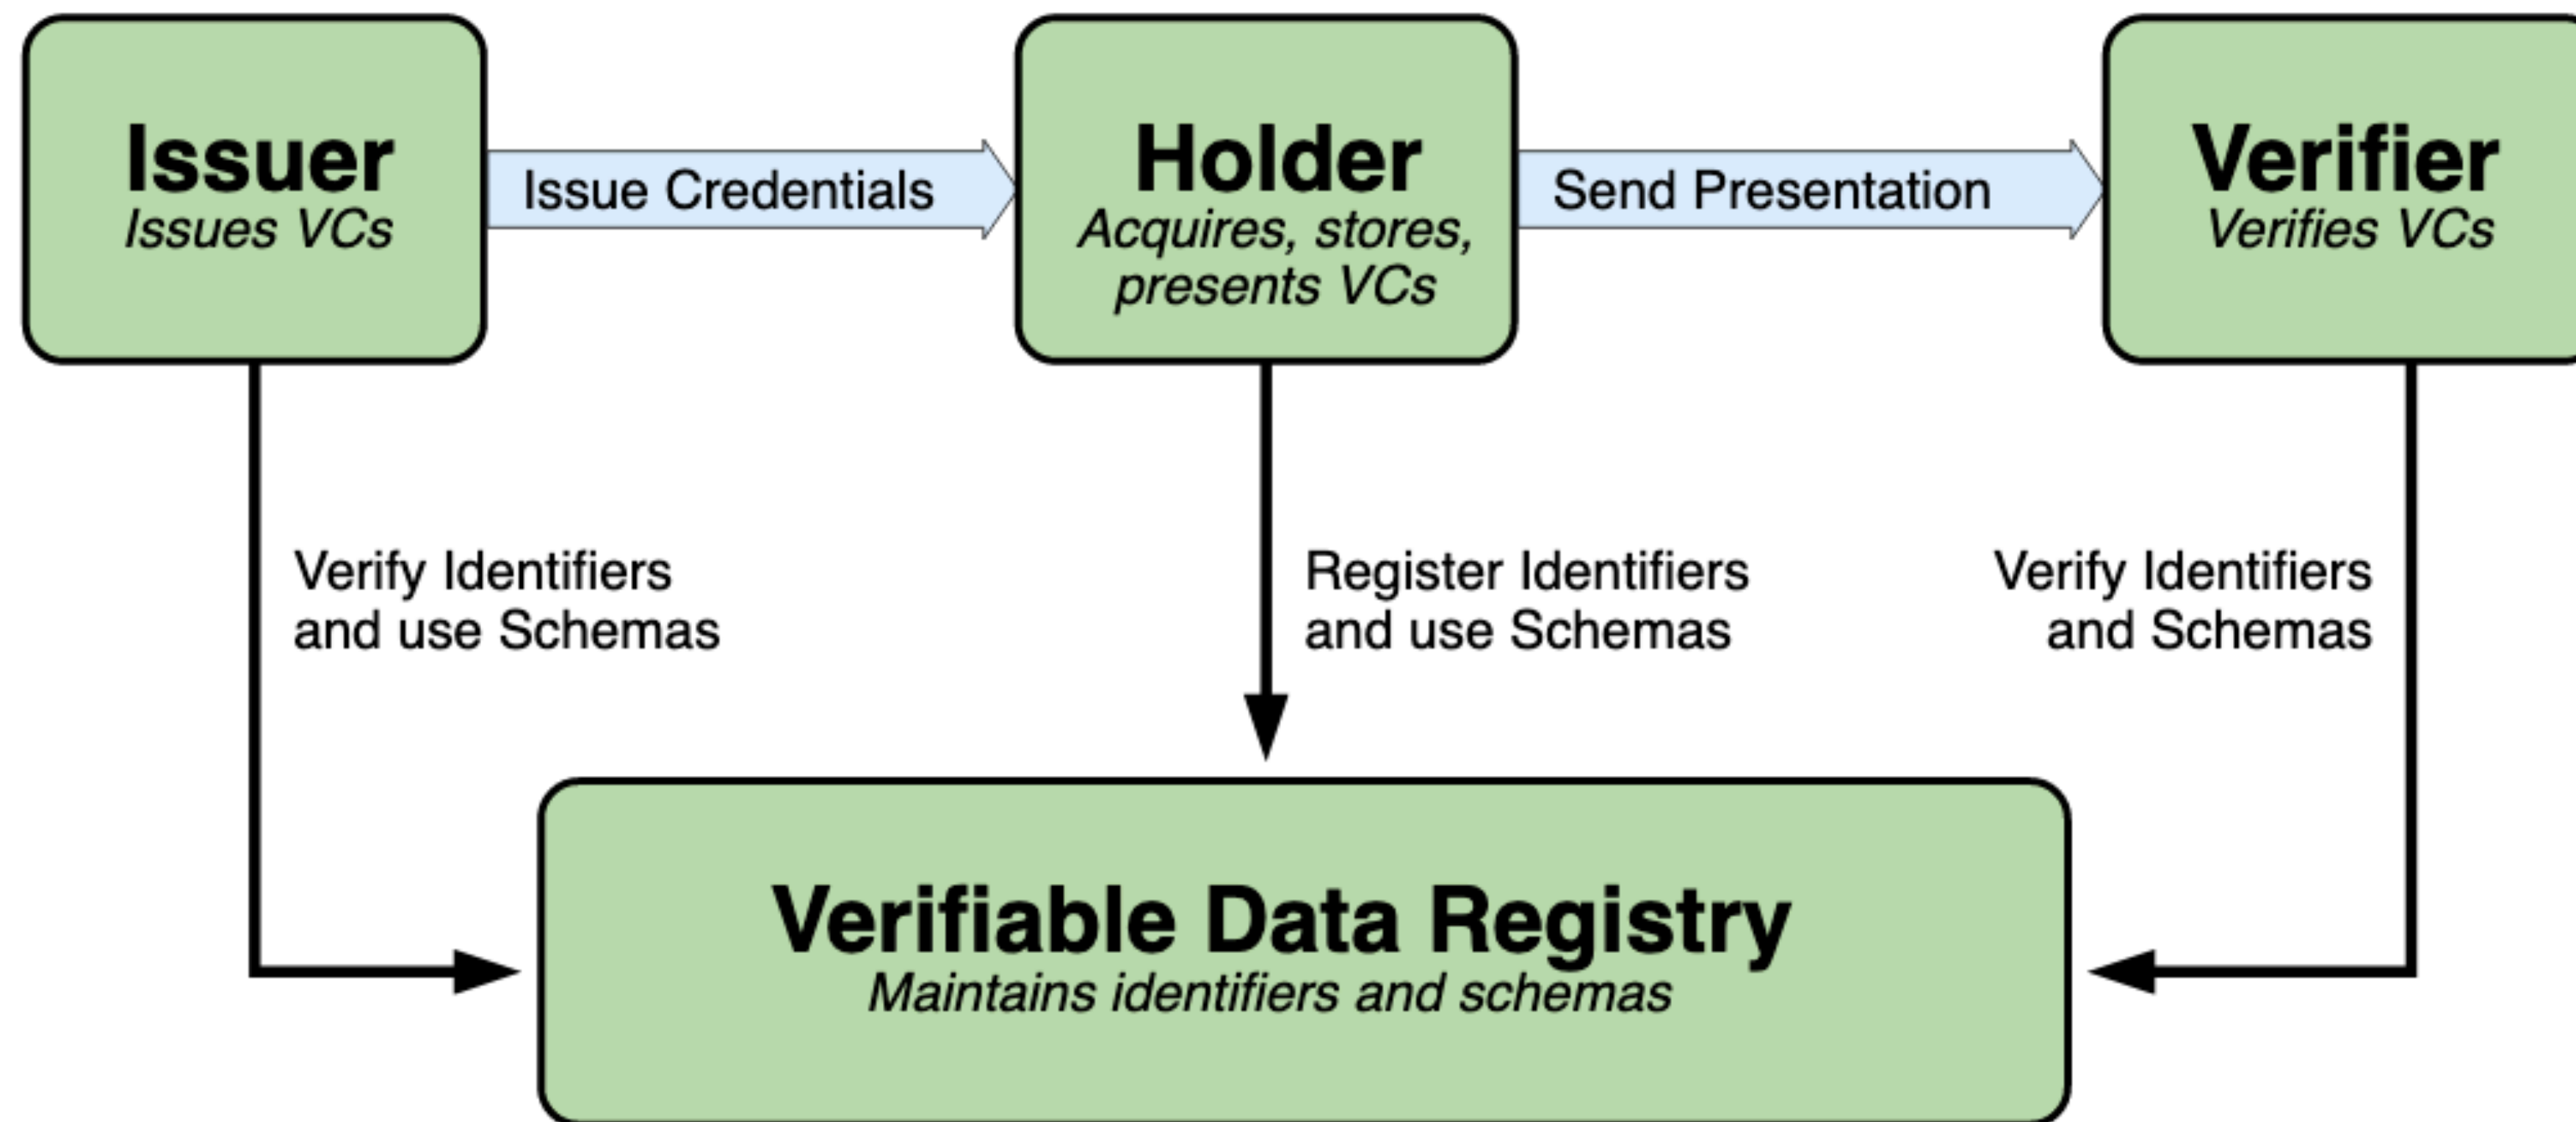 Issuer
Issues VCs
Issue Credentials
Holder
Acquires, stores,
presents VCs
Send Presentation
Verifier
Verifies VCs
Verify Identifiers
and use Schemas
Register Identifiers
and use Schemas
Verify Identifiers
and Schemas
Verifiable Data Registry
Maintains identifiers and schemas